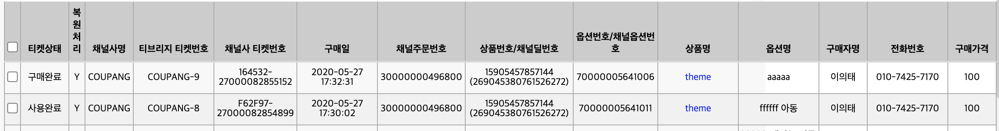 티켓상태 복원처리 채널사명 티브리지 티켓번호 채널사 티켓번호 구매일 채널주문번호 상품번호/채널딜번호 옵션번호/채널옵션번호 상품명 옵션명 구매자명 전화번호 구매가격
구매완료 Y COUPANG COUPANG-9 164532-27000082855152 2020-05-27 17:32:31 30000000496800 15905457857144 (269045380761526272) 70000005641006 theme aaaaa 이의태 010-7425-7170 100
사용완료 Y COUPANG COUPANG-8 F62F97-27000082854899 2020-05-27 17:30:02 30000000496800 15905457857144 (269045380761526272) 70000005641011 theme ffffff 아동 이의태 010-7425-7170 100